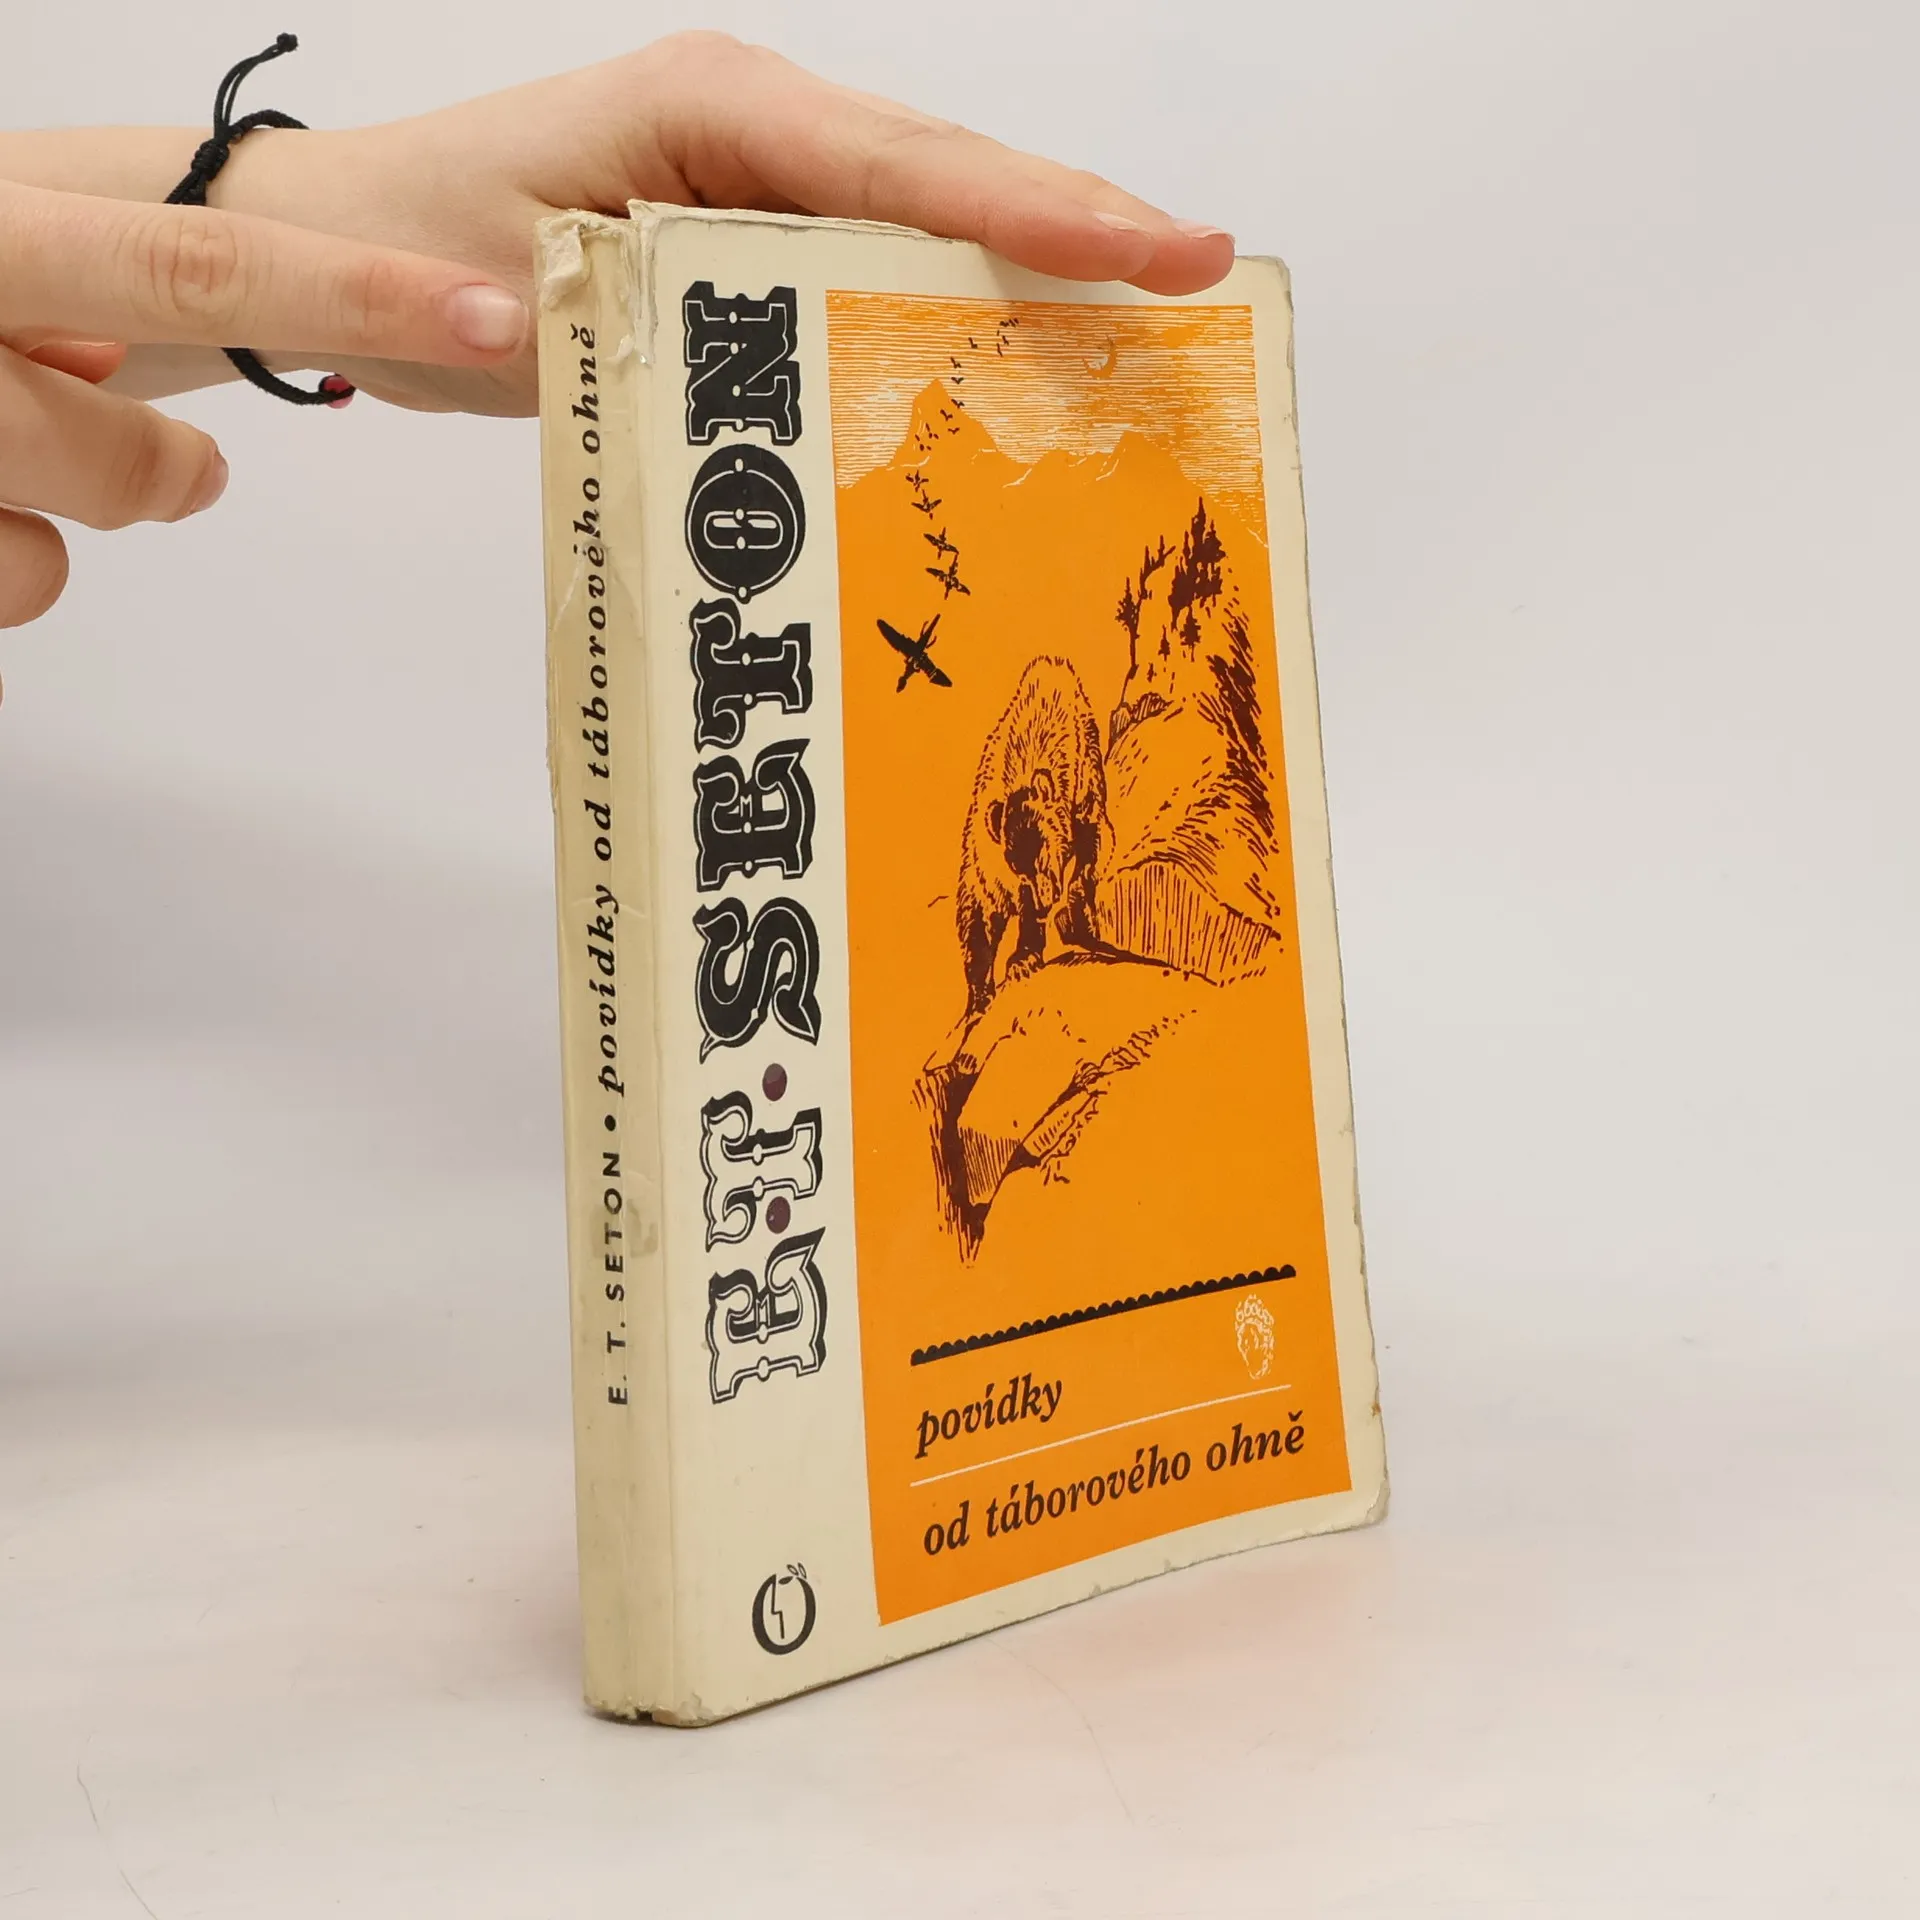 E. T. SETON • povídky od táborového ohně
E.T. SETON
povídky
od táborového ohně